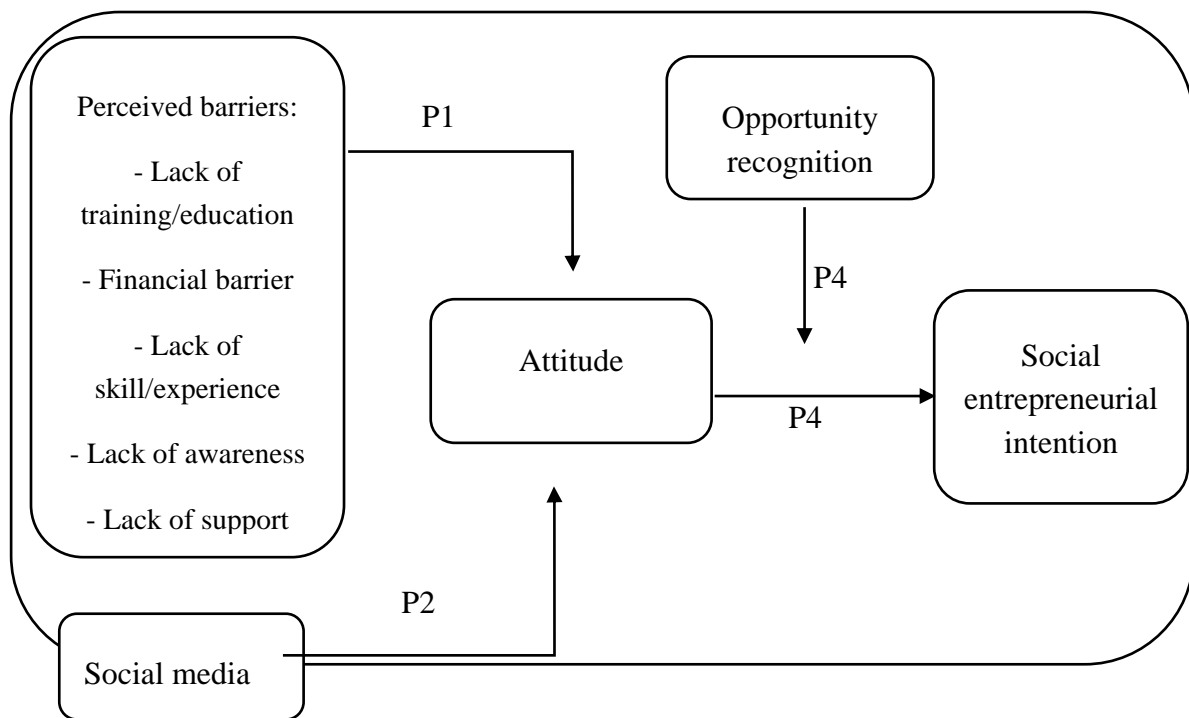 Perceived barriers:
- Lack of
training/education
- Financial barrier
- Lack of
skill/experience
- Lack of awareness
- Lack of support
P1
Opportunity
recognition
P4
Attitude
P4
Social
entrepreneurial
intention
P2
Social media